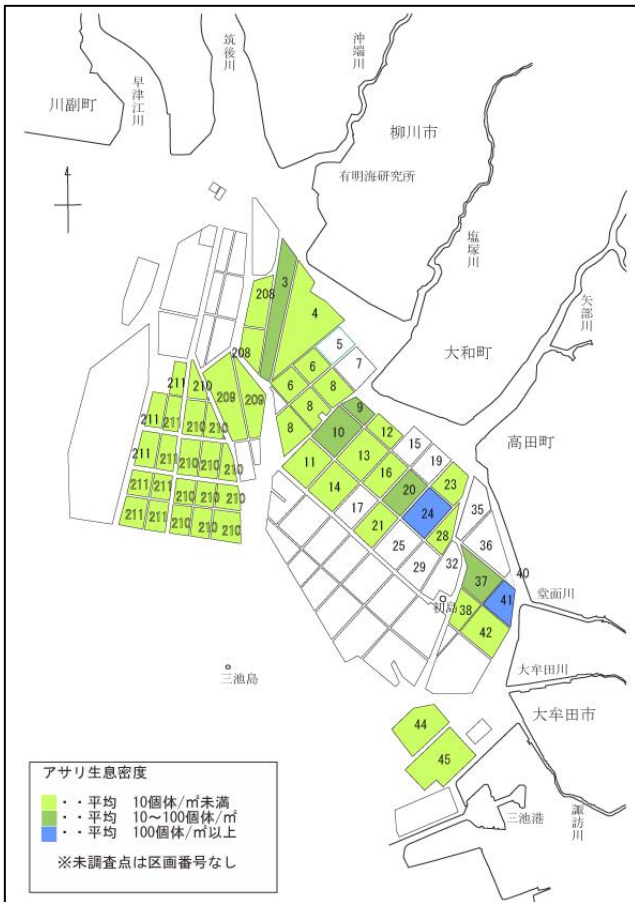 筑後川
沖端川
早津江川
川副町
柳川市
有明海研究所
塩塚川
矢部川
大和町
高田町
208
3
4
5
7
208
6
6
8
8
8
9
10
12
211
210
209
209
211
210
210
211
210
210
210
211
211
210
210
210
211
211
210
210
210
11
13
14
15
16
17
19
20
21
23
24
25
28
29
32
35
36
37
38
40
41
42
初島
堂面川
大牟田川
三池島
大牟田市
44
45
三池港
諏訪川
アサリ生息密度
・・平均 10個体/㎡未満
・・平均 10～100個体/㎡
・・平均 100個体/㎡以上
※未調査点は区画番号なし